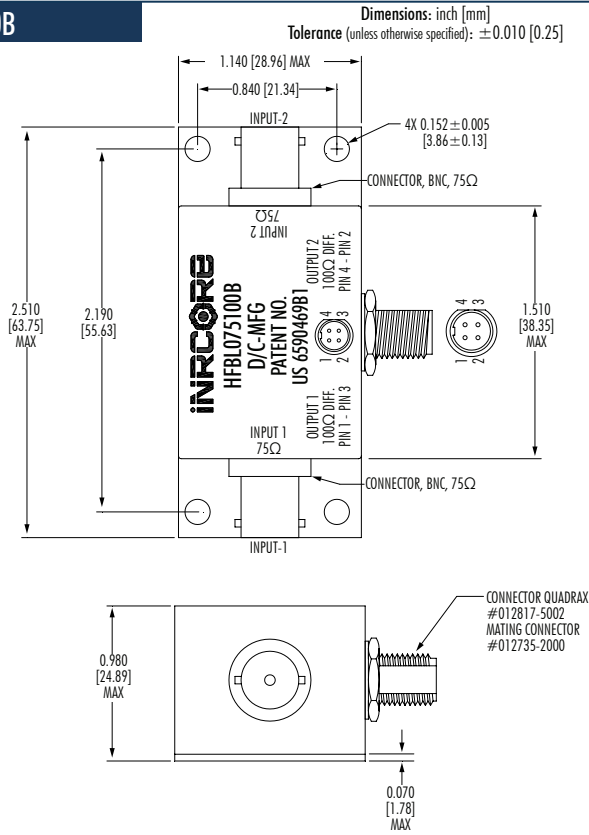 0B
Dimensions: inch [mm]
Tolerance (unless otherwise specified): ±0.010 [0.25]
1.140 [28.96] MAX
0.840 [21.34]
INPUT-2
4X 0.152±0.005
[3.86±0.13]
CONNECTOR, BNC, 75Ω
INPUT 2
75Ω
2.510
[63.75]
MAX
2.190
[55.63]
1.510
[38.35]
MAX
iNRCORE
HFBL075100B
D/C-MFG
PATENT NO.
US 6590469B1
OUTPUT 2
100Ω DIFF.
PIN 4 - PIN 2
1 4
2 3
4
3
1
2
OUTPUT 1
100Ω DIFF.
PIN 1 - PIN 3
INPUT 1
75Ω
CONNECTOR, BNC, 75Ω
INPUT-1
CONNECTOR QUADRAX
#012817-5002
MATING CONNECTOR
#012735-2000
0.980
[24.89]
MAX
0.070
[1.78]
MAX